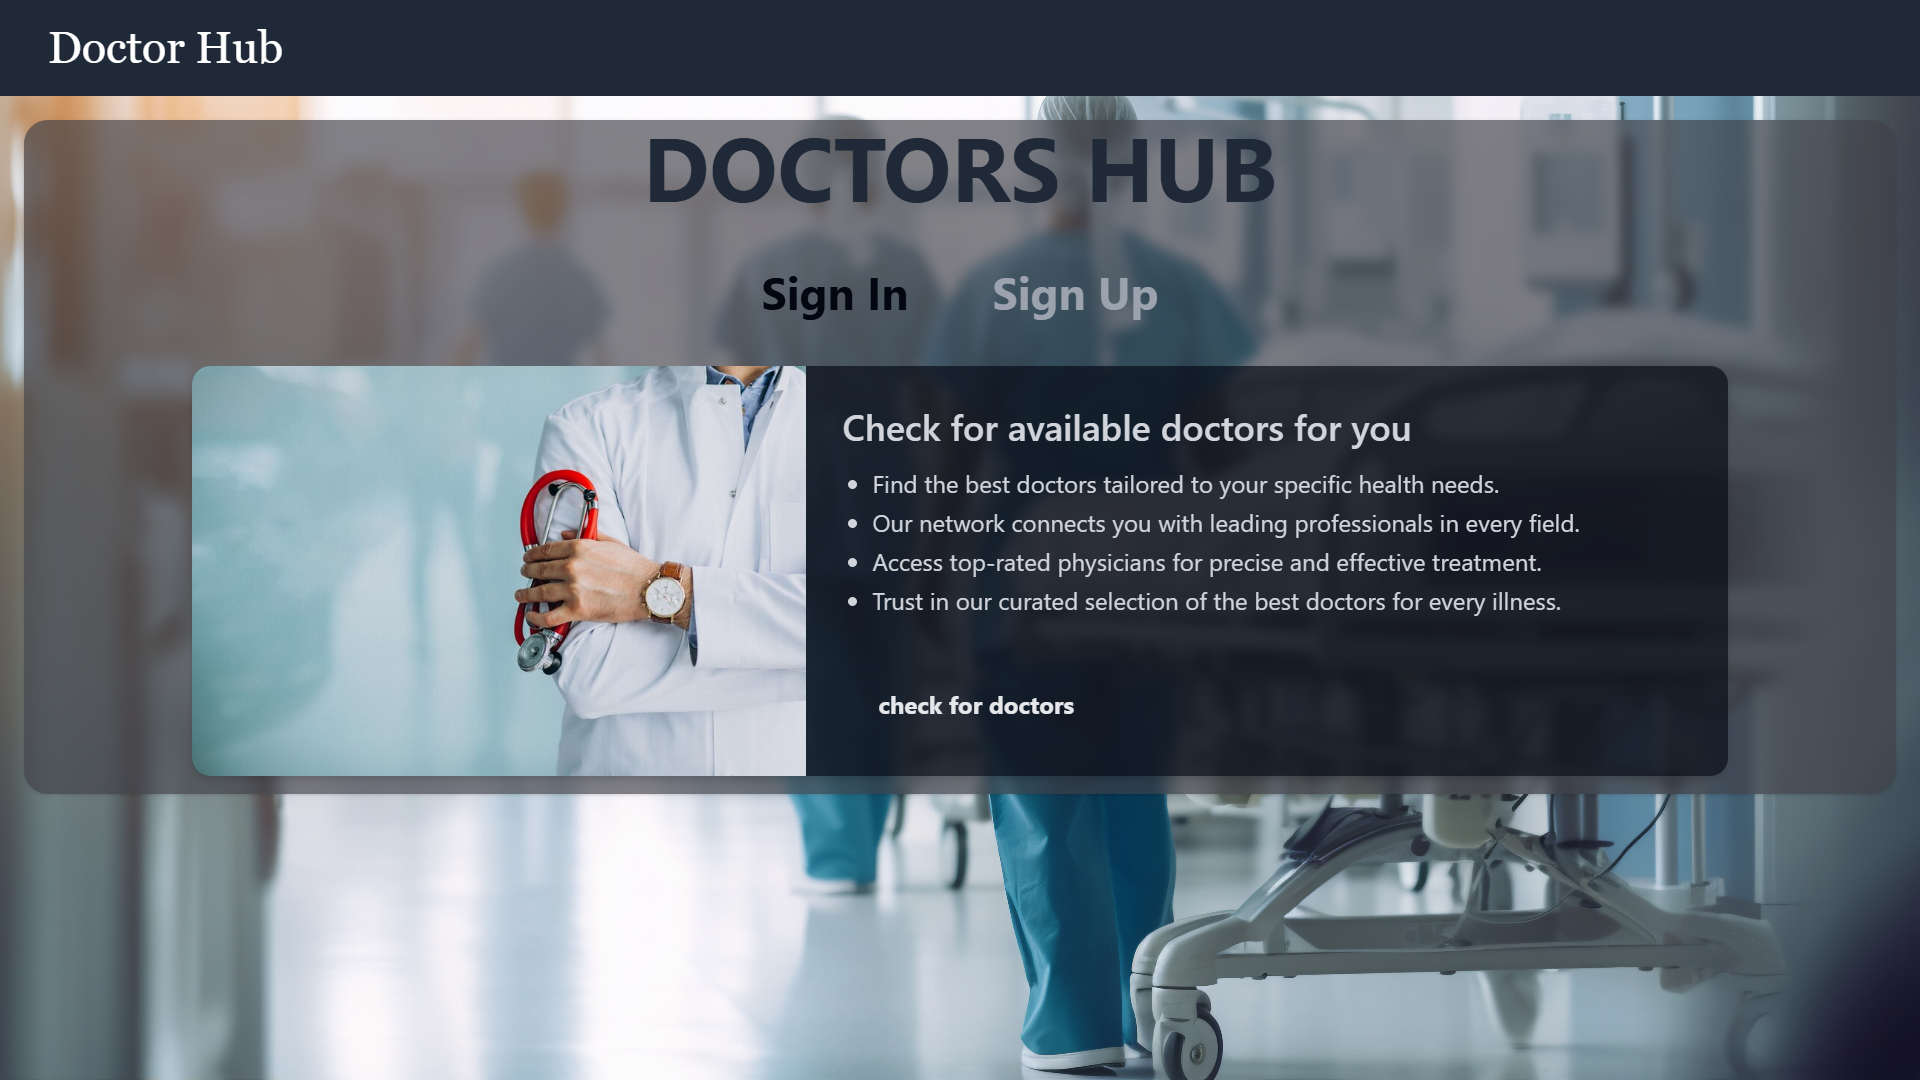 Doctor Hub
DOCTORS HUB
Sign In Sign Up
Check for available doctors for you
• Find the best doctors tailored to your specific health needs.
• Our network connects you with leading professionals in every field.
• Access top-rated physicians for precise and effective treatment.
• Trust in our curated selection of the best doctors for every illness.
check for doctors